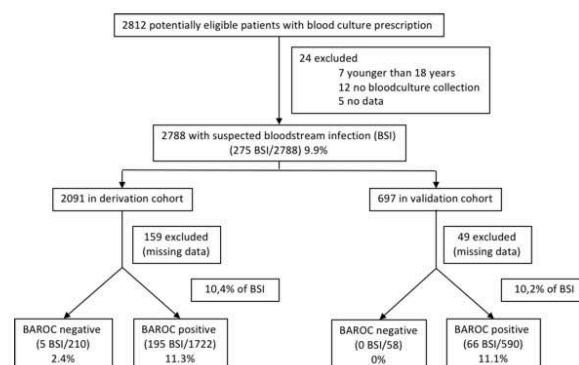 2812 potentially eligible patients with blood culture prescription
24 excluded
7 younger than 18 years
12 no bloodculture collection
5 no data
2788 with suspected bloodstream infection (BSI)
(275 BSI/2788) 9.9%
2091 in derivation cohort
697 in validation cohort
159 excluded
(missing data)
49 excluded
(missing data)
10,4% of BSI
10,2% of BSI
BAROC negative
(5 BSI/210)
2.4%
BAROC positive
(195 BSI/1722)
11.3%
BAROC negative
(0 BSI/58)
0%
BAROC positive
(66 BSI/590)
11.1%